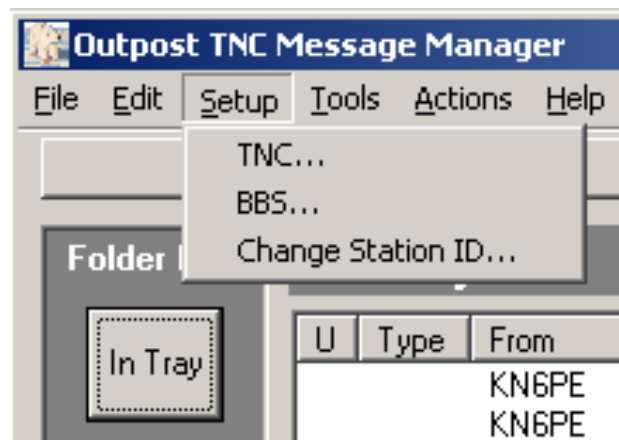 Outpost TNC Message Manager
File Edit Setup Tools Actions Help
TNC...
BBS...
Change Station ID...
Folder
In Tray
U Type From
KN6PE
KN6PE